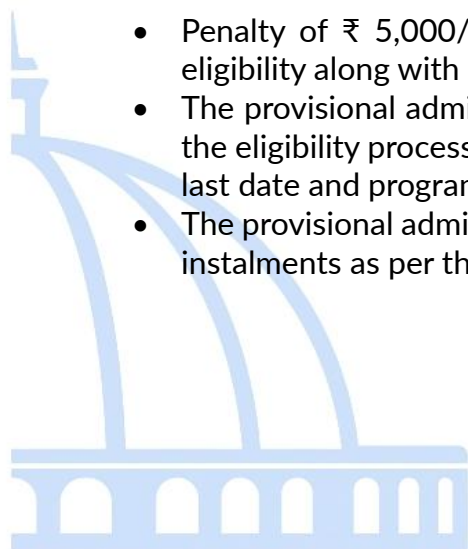 • Penalty of ₹ 5,000/
eligibility along with
• The provisional admi
the eligibility process
last date and program
• The provisional admi
instalments as per th